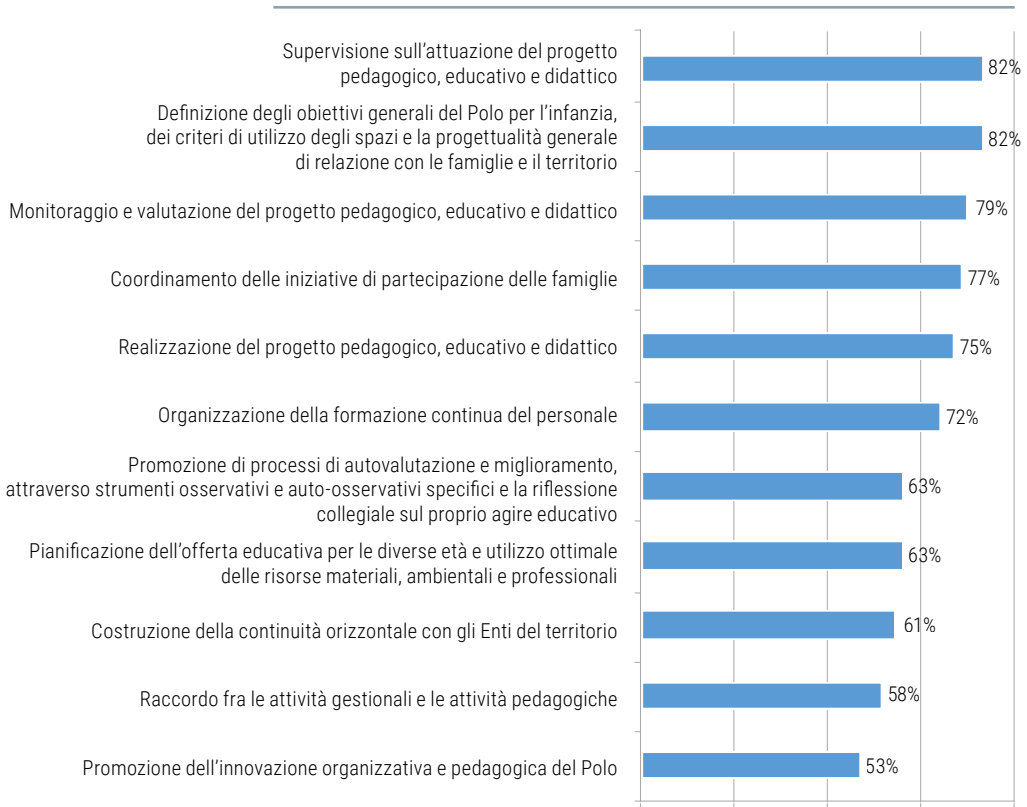 Supervisione sull'attuazione del progetto
pedagogico, educativo e didattico
82%
Definizione degli obiettivi generali del Polo per l'infanzia,
dei criteri di utilizzo degli spazi e la progettualità generale
di relazione con le famiglie e il territorio
82%
Monitoraggio e valutazione del progetto pedagogico, educativo e didattico
79%
Coordinamento delle iniziative di partecipazione delle famiglie
77%
Realizzazione del progetto pedagogico, educativo e didattico
75%
Organizzazione della formazione continua del personale
72%
Promozione di processi di autovalutazione e miglioramento,
attraverso strumenti osservativi e auto-osservativi specifici e la riflessione
collegiale sul proprio agire educativo
63%
Pianificazione dell'offerta educativa per le diverse età e utilizzo ottimale
delle risorse materiali, ambientali e professionali
63%
Costruzione della continuità orizzontale con gli Enti del territorio
61%
Raccordo fra le attività gestionali e le attività pedagogiche
58%
Promozione dell'innovazione organizzativa e pedagogica del Polo
53%